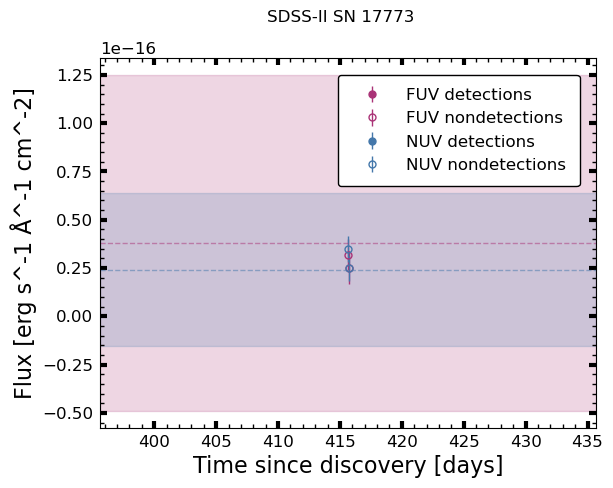 SDSS-II SN 17773
1e−16
1.25
1.00
0.75
0.50
0.25
0.00
−0.25
−0.50
Flux [erg s^-1 Å^-1 cm^-2]
FUV detections
FUV nondetections
NUV detections
NUV nondetections
400 405 410 415 420 425 430 435
Time since discovery [days]